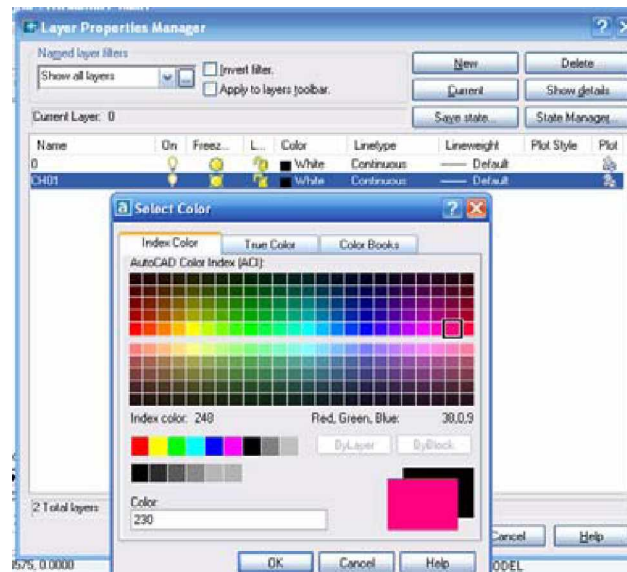 Layer Properties Manager
Named layer filters
Show all layers
Invert filter.
Apply to layers toolbar.
New
Delete
Current
Show details
Current Layer: 0
Save state...
State Manager...
Name On Freez... L... Color Linetype Lineweight Plot Style Plot
0 White Continuous Default
CH01 White Continuous Default
Select Color
Index Color True Color Color Books
AutoCAD Color Index (ACI):
Index color: 248 Red, Green, Blue: 38,0,9
ByLayer ByBlock
Color
230
2 Total layers
Cancel Help
OK Cancel Help
575, 0.0000
ODEL